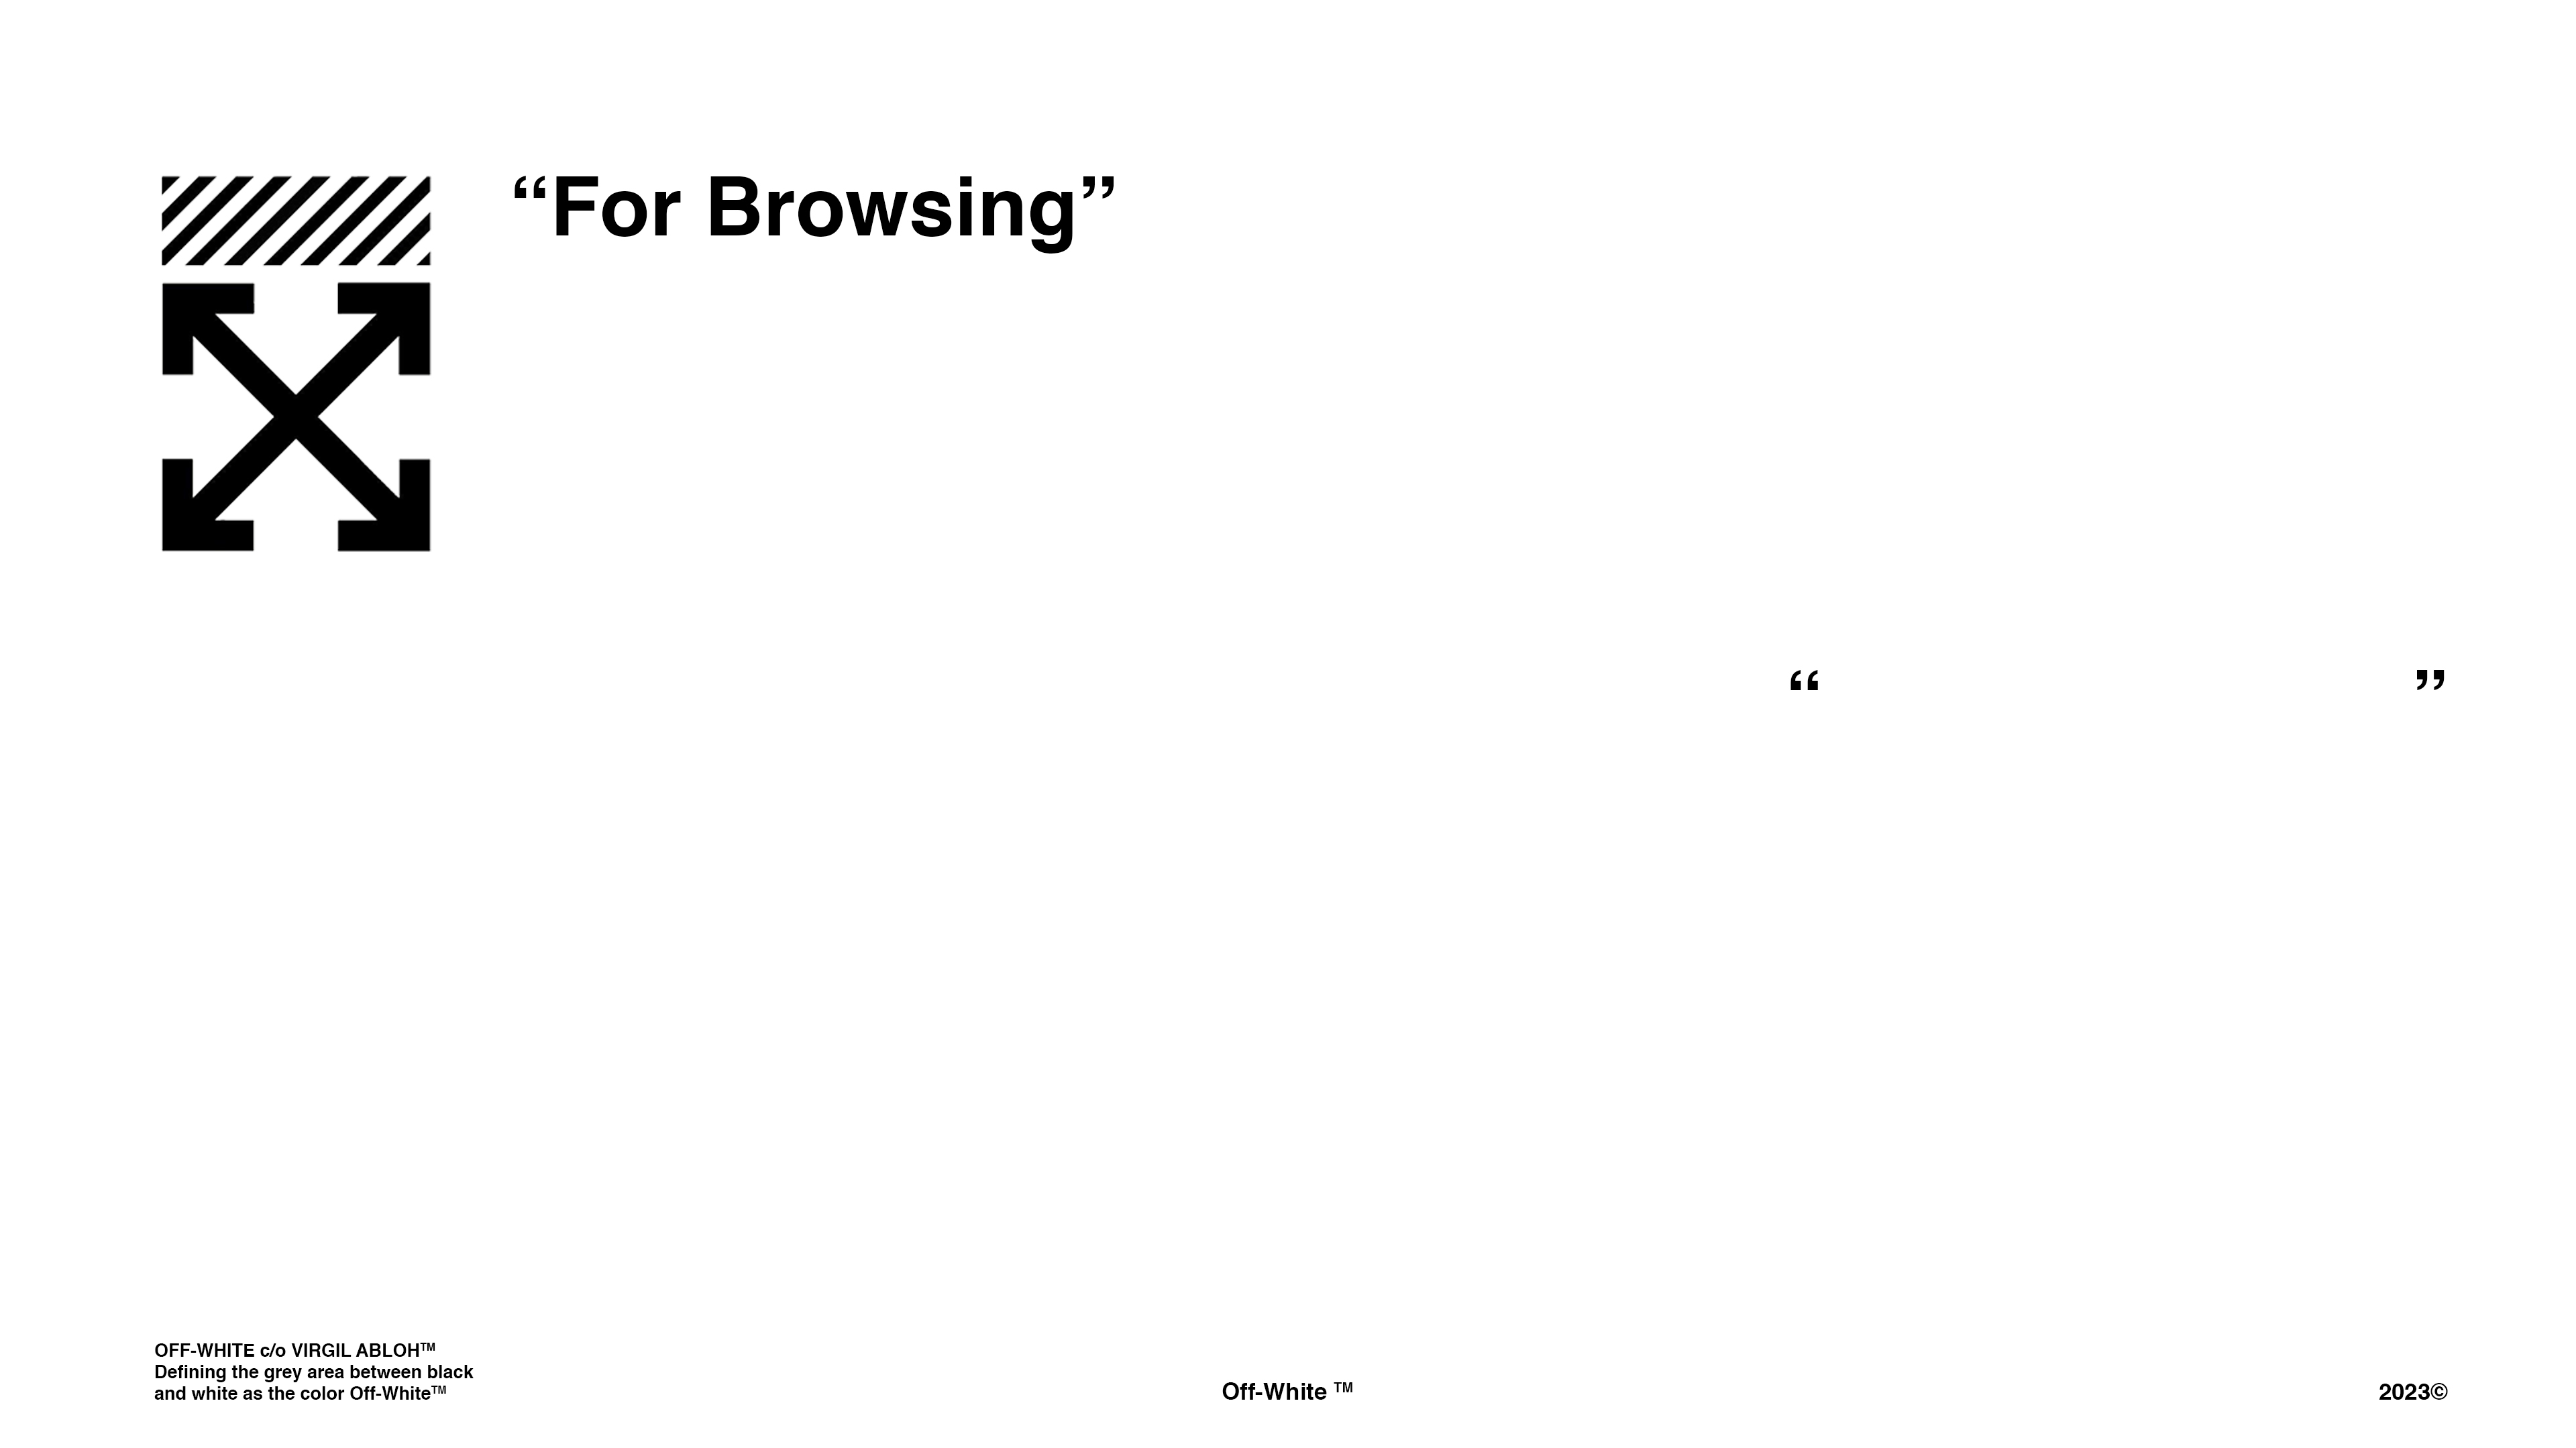 “For Browsing”
“ ”
OFF-WHITE c/o VIRGIL ABLOH™
Defining the grey area between black
and white as the color Off-White™
Off-White ™
2023©